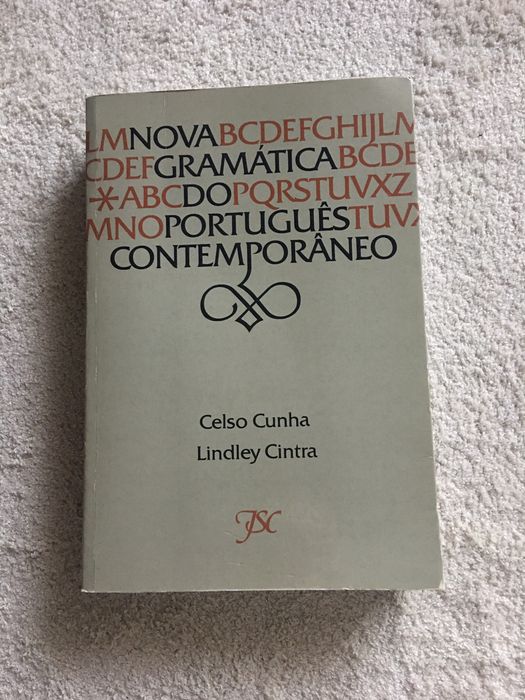 LMNOVABCDEFGHIJLM
CDEFGRAMÁTICABCDE
*ABCDOPQRSTUVXZ
MNOPORTUGUÊSTUVX
CONTEMPORÂNEO
Celso Cunha
Lindley Cintra
JSC